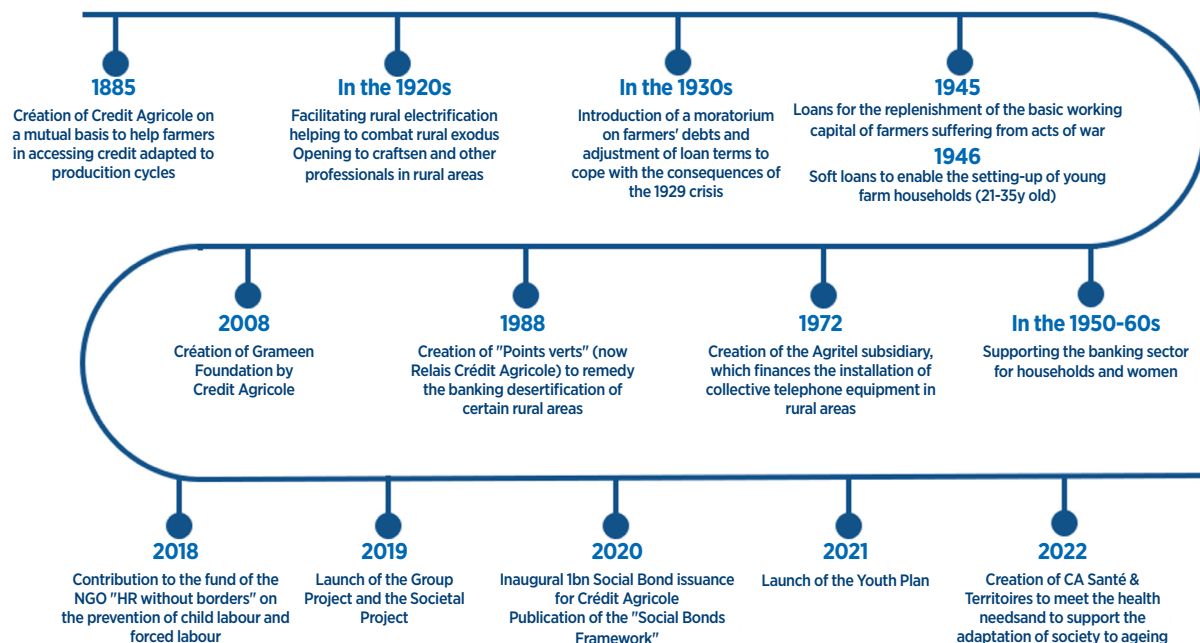 1885
Création of Credit Agricole on
a mutual basis to help farmers
in accessing credit adapted to
producition cycles
In the 1920s
Facilitating rural electrification
helping to combat rural exodus
Opening to craftsen and other
professionals in rural areas
In the 1930s
Introduction of a moratorium
on farmers' debts and
adjustment of loan terms to
cope with the consequences of
the 1929 crisis
1945
Loans for the replenishment of the basic working
capital of farmers suffering from acts of war
1946
Soft loans to enable the setting-up of young
farm households (21-35y old)
In the 1950-60s
Supporting the banking sector
for households and women
1972
Creation of the Agritel subsidiary,
which finances the installation of
collective telephone equipment in
rural areas
1988
Creation of "Points verts" (now
Relais Crédit Agricole) to remedy
the banking desertification of
certain rural areas
2008
Création of Grameen
Foundation by
Credit Agricole
2018
Contribution to the fund of the
NGO "HR without borders" on
the prevention of child labour and
forced labour
2019
Launch of the Group
Project and the Societal
Project
2020
Inaugural 1bn Social Bond issuance
for Crédit Agricole
Publication of the "Social Bonds
Framework"
2021
Launch of the Youth Plan
2022
Creation of CA Santé &
Territoires to meet the health
needsand to support the
adaptation of society to ageing